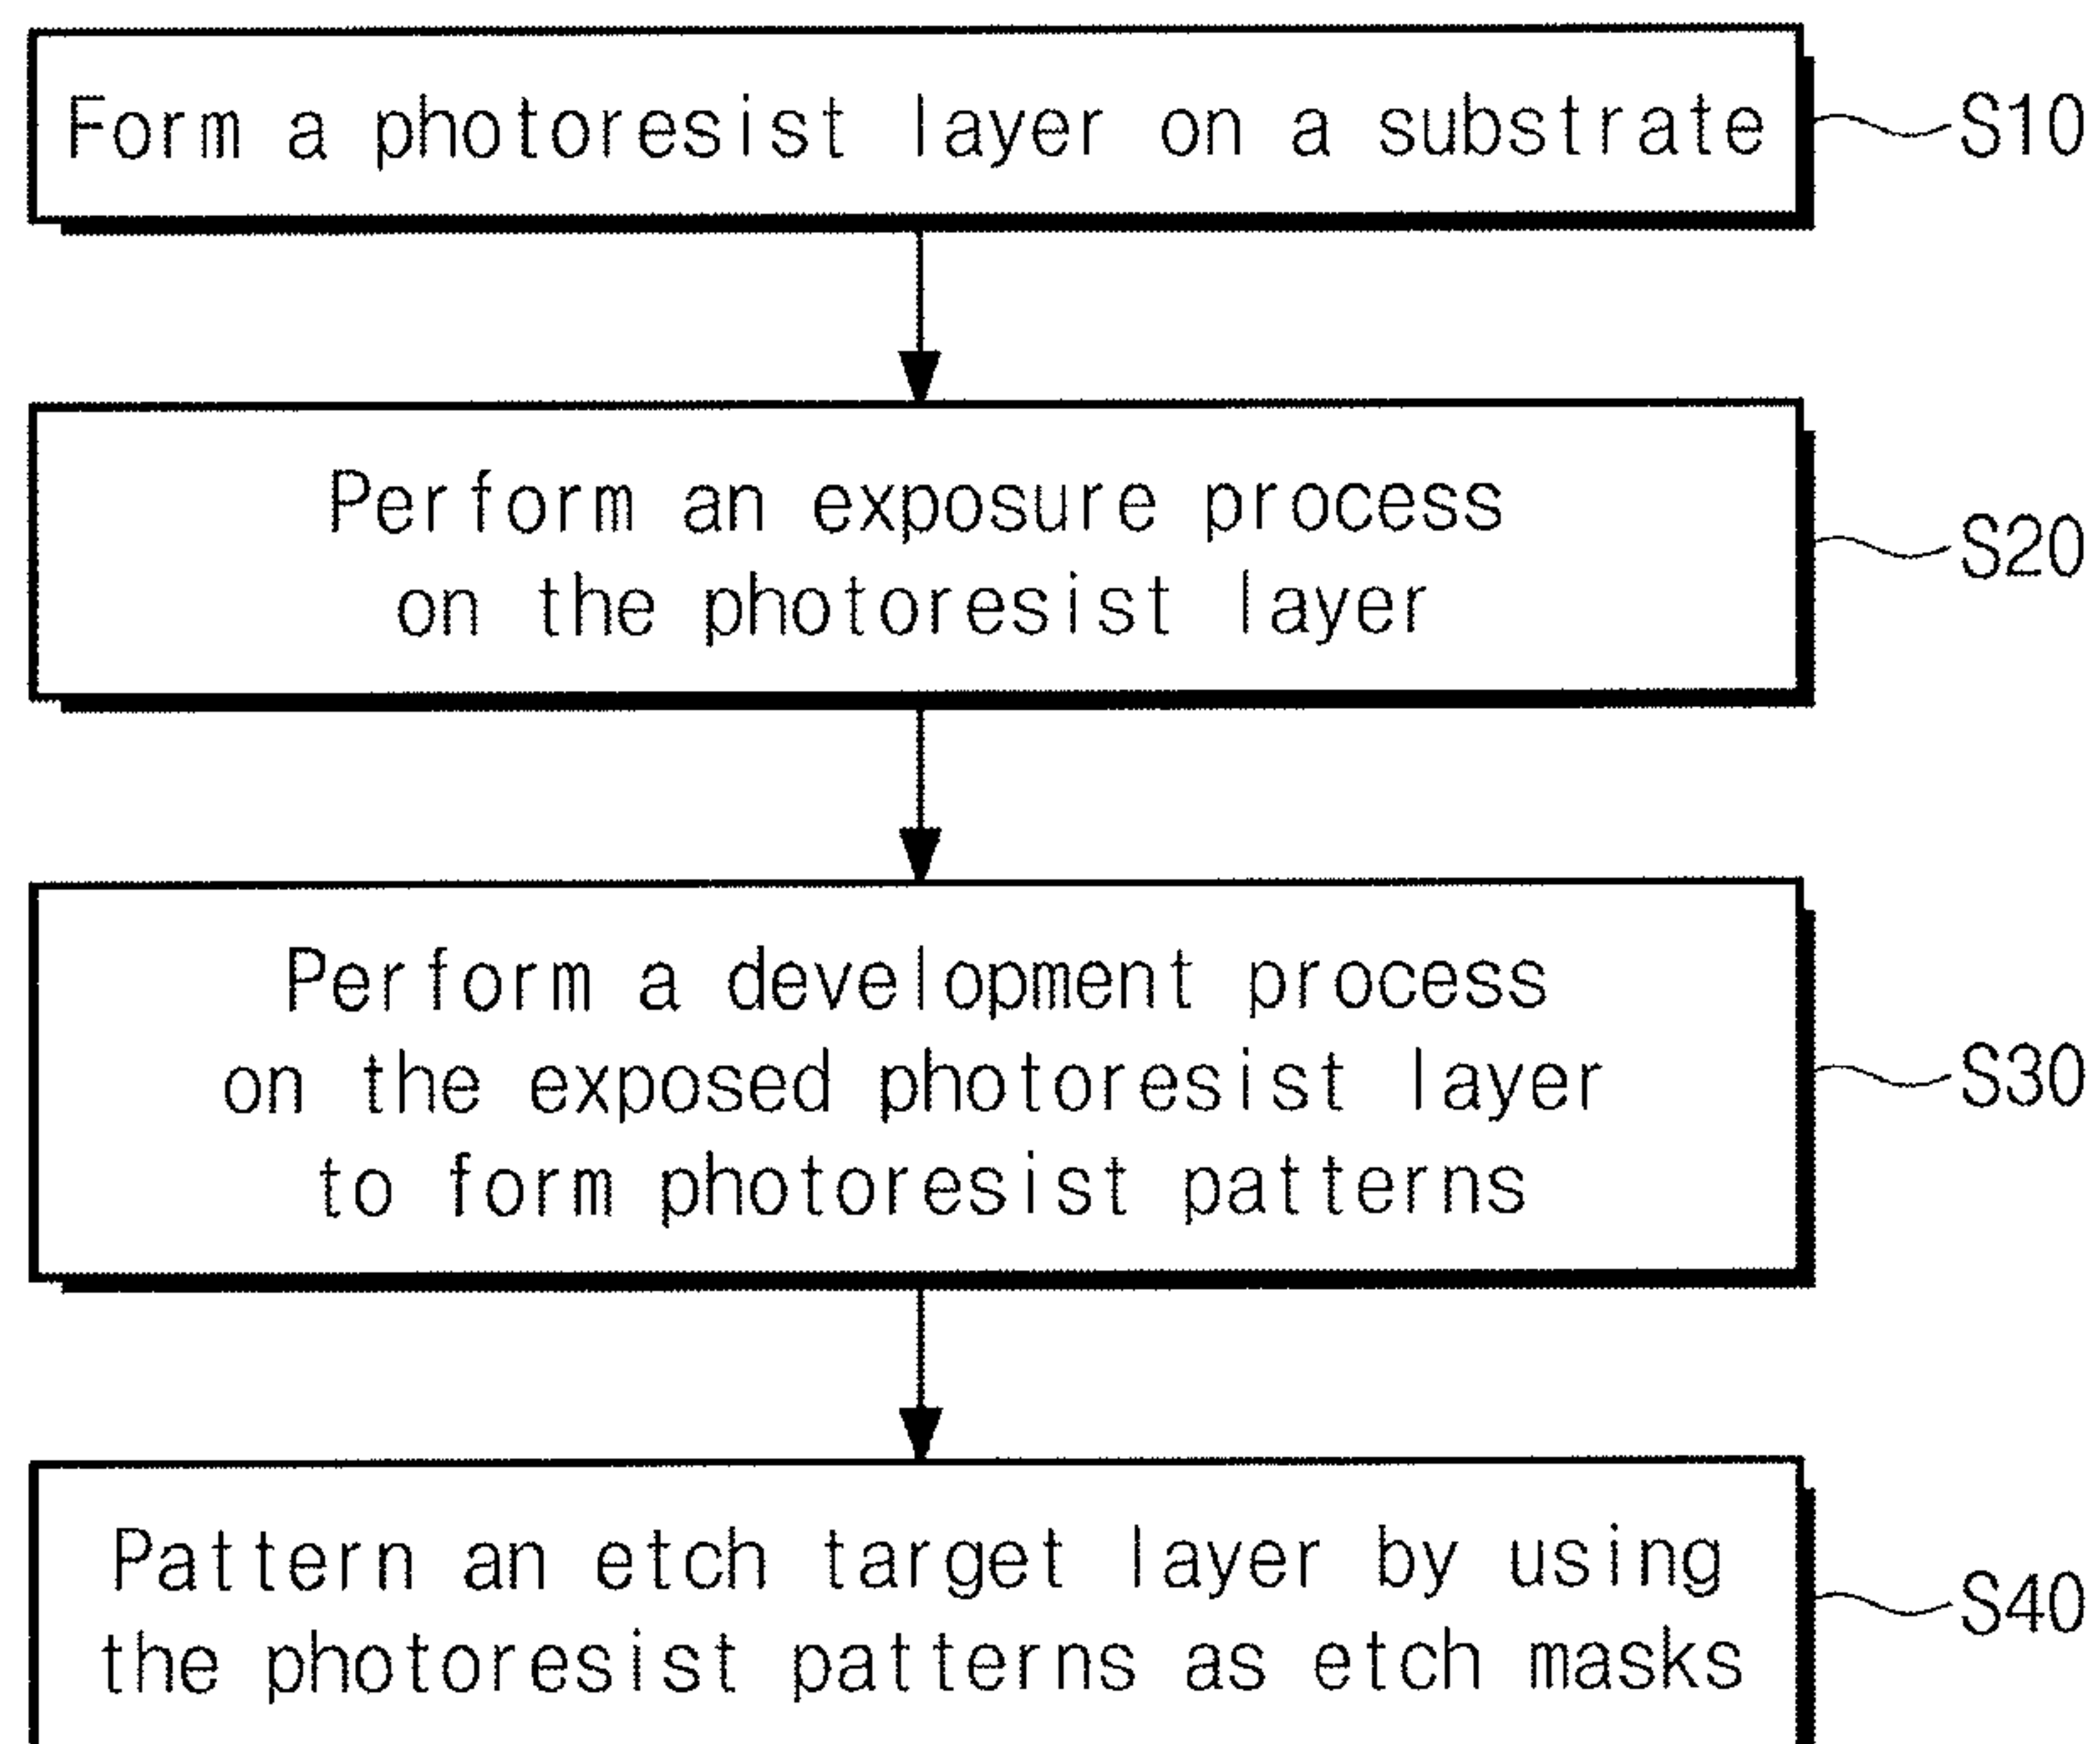 Form a photoresist layer on a substrate
S10
Perform an exposure process
on the photoresist layer
S20
Perform a development process
on the exposed photoresist layer
to form photoresist patterns
S30
Pattern an etch target layer by using
the photoresist patterns as etch masks
S40